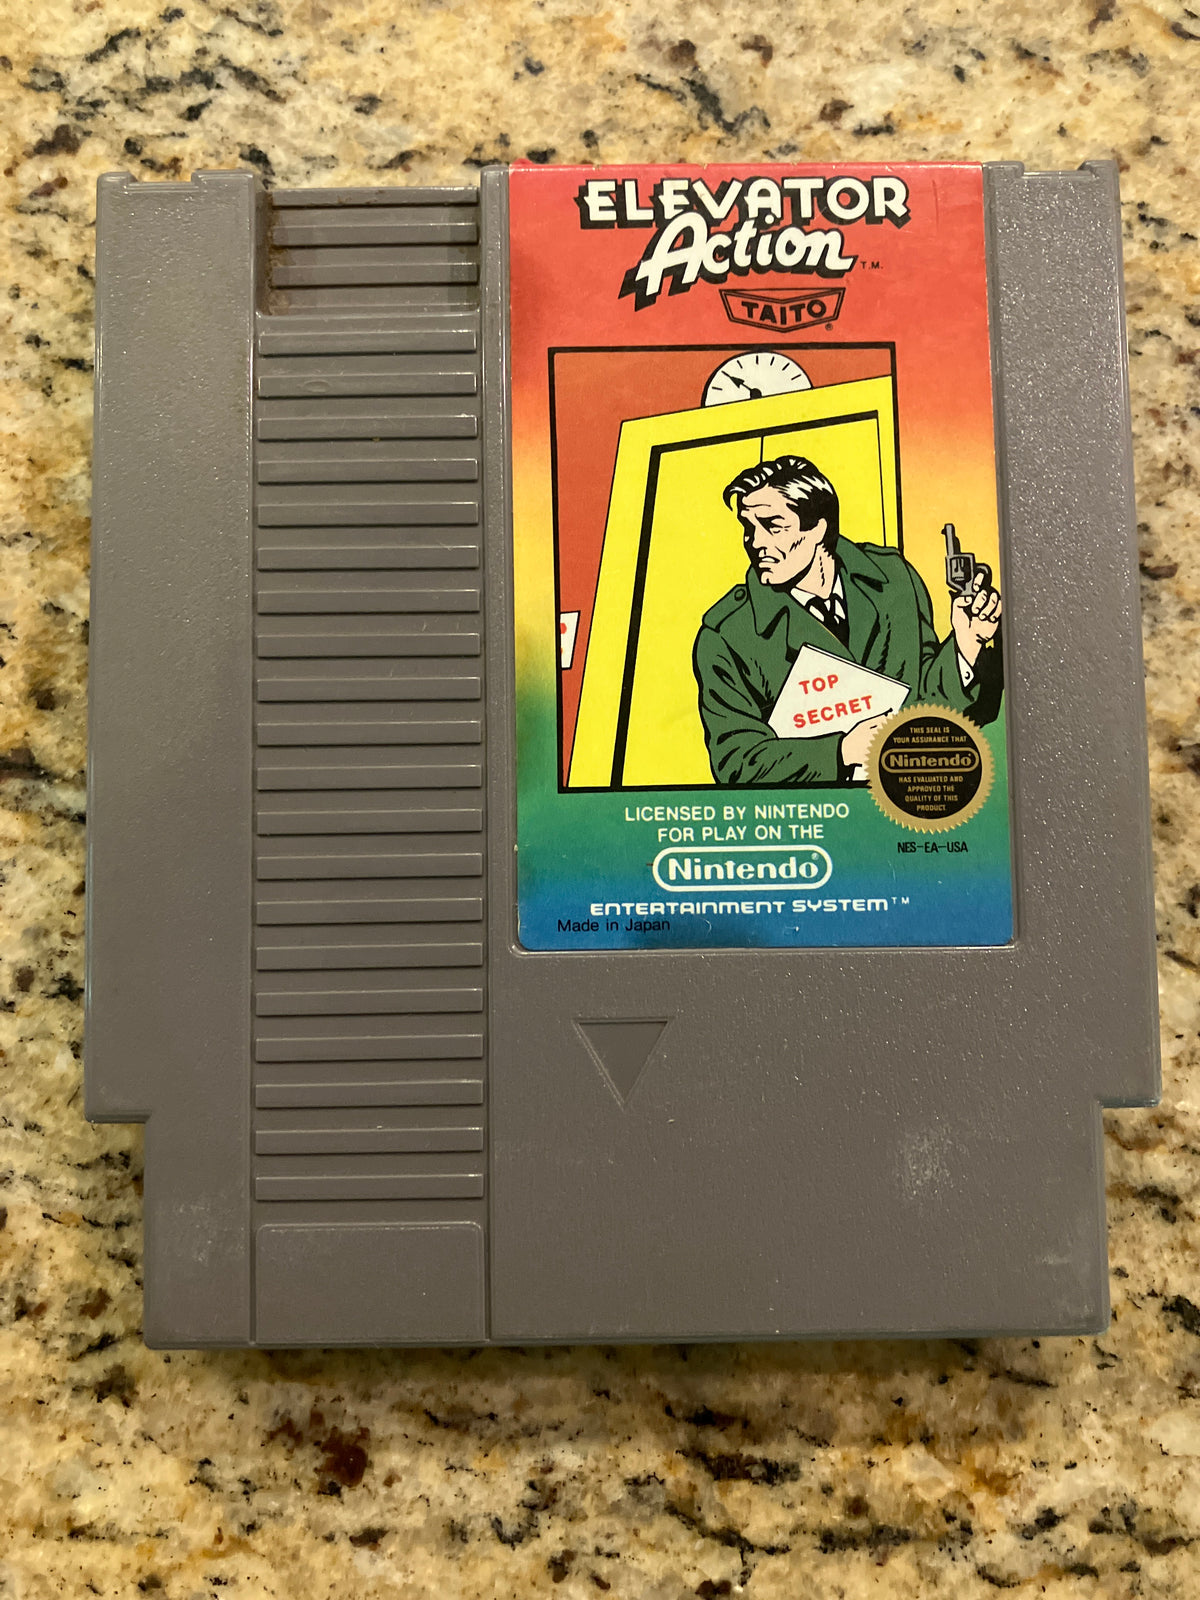 ELEVATOR
Action T.M.
TAITO ®
TOP
SECRET
THIS SEAL IS
YOUR ASSURANCE THAT
Nintendo®
HAS EVALUATED AND
APPROVED THE
QUALITY OF THIS
PRODUCT.
LICENSED BY NINTENDO
FOR PLAY ON THE
Nintendo®
ENTERTAINMENT SYSTEM™
NES-EA-USA
Made in Japan